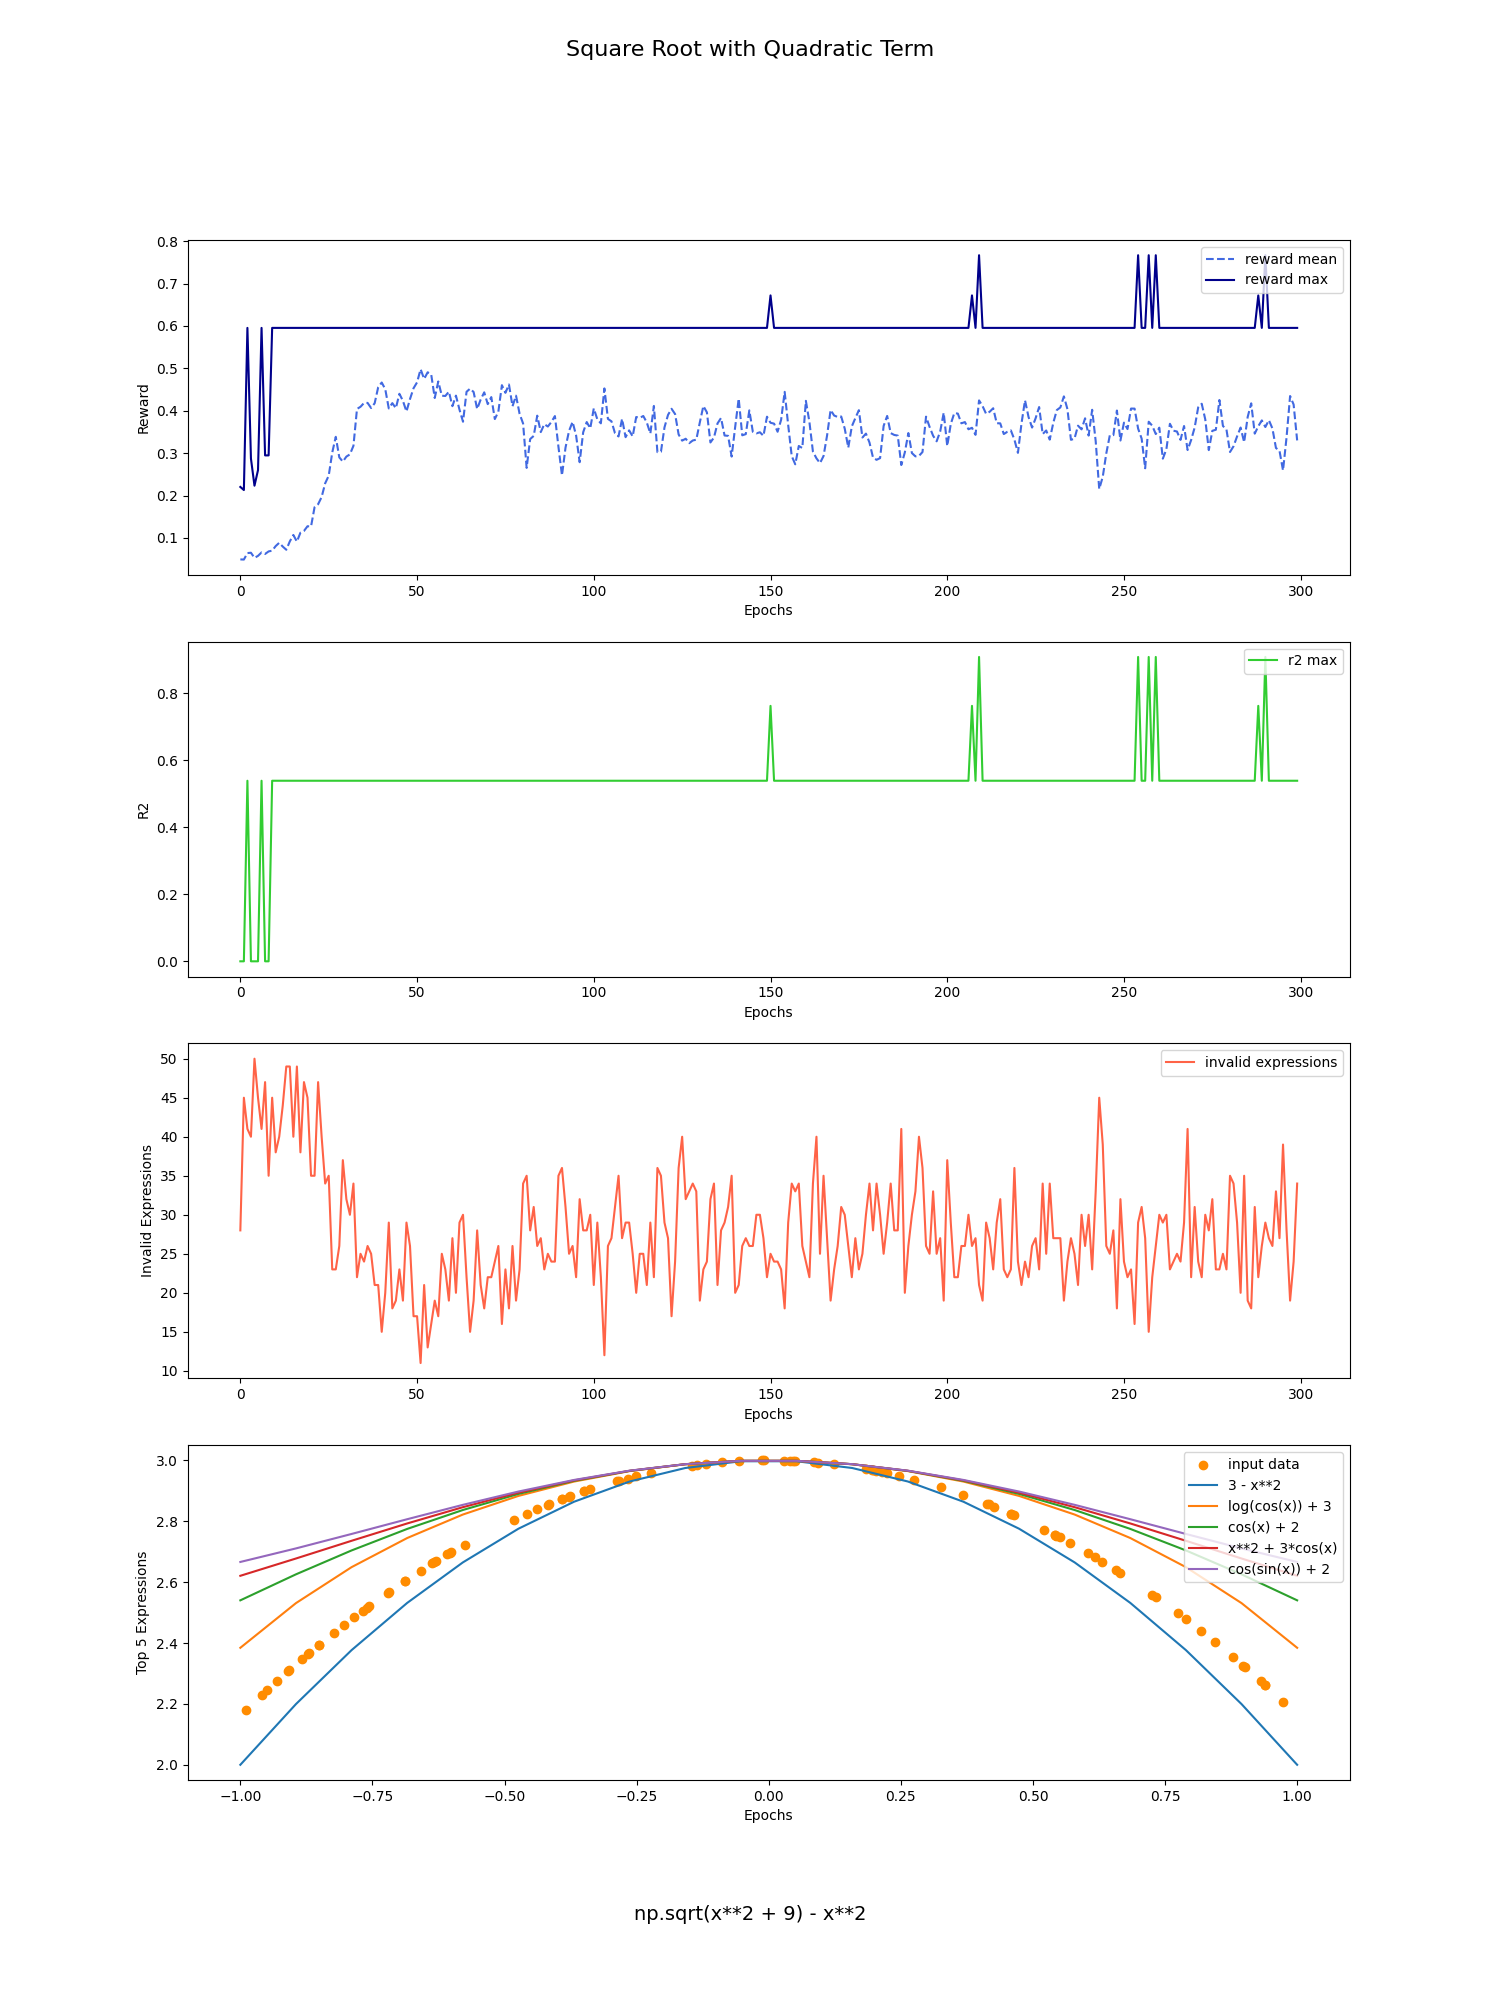 Square Root with Quadratic Term
0.8
0.7
0.6
0.5
0.4
0.3
0.2
0.1
Reward
reward mean
reward max
0
50
100
150
200
250
300
Epochs
0.8
0.6
0.4
0.2
0.0
R2
r2 max
0
50
100
150
200
250
300
Epochs
50
45
40
35
30
25
20
15
10
Invalid Expressions
invalid expressions
0
50
100
150
200
250
300
Epochs
3.0
2.8
2.6
2.4
2.2
2.0
Top 5 Expressions
input data
3 - x**2
log(cos(x)) + 3
cos(x) + 2
x**2 + 3*cos(x)
cos(sin(x)) + 2
−1.00
−0.75
−0.50
−0.25
0.00
0.25
0.50
0.75
1.00
Epochs
np.sqrt(x**2 + 9) - x**2